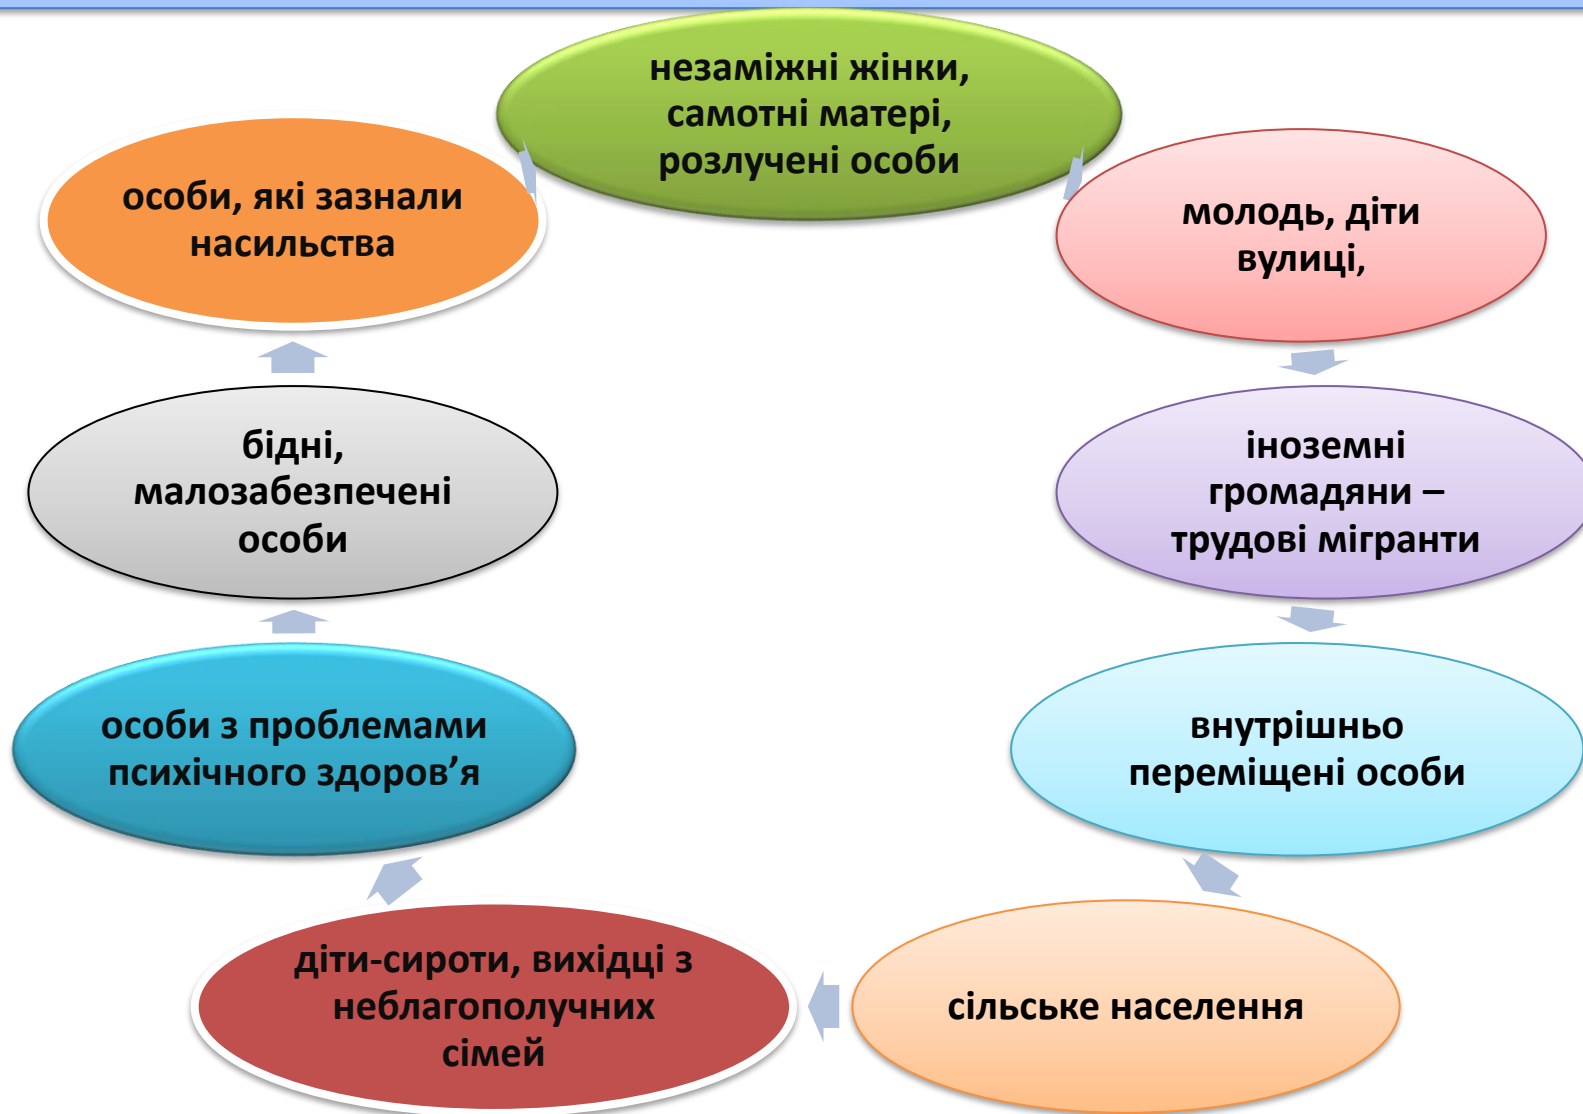 незаміжні жінки,
самотні матері,
розлучені особи
молодь, діти
вулиці,
іноземні
громадяни –
трудові мігранти
внутрішньо
переміщені особи
сільське населення
діти-сироти, вихідці з
неблагополучних
сімей
особи з проблемами
психічного здоров’я
бідні,
малозабезпечені
особи
особи, які зазнали
насильства